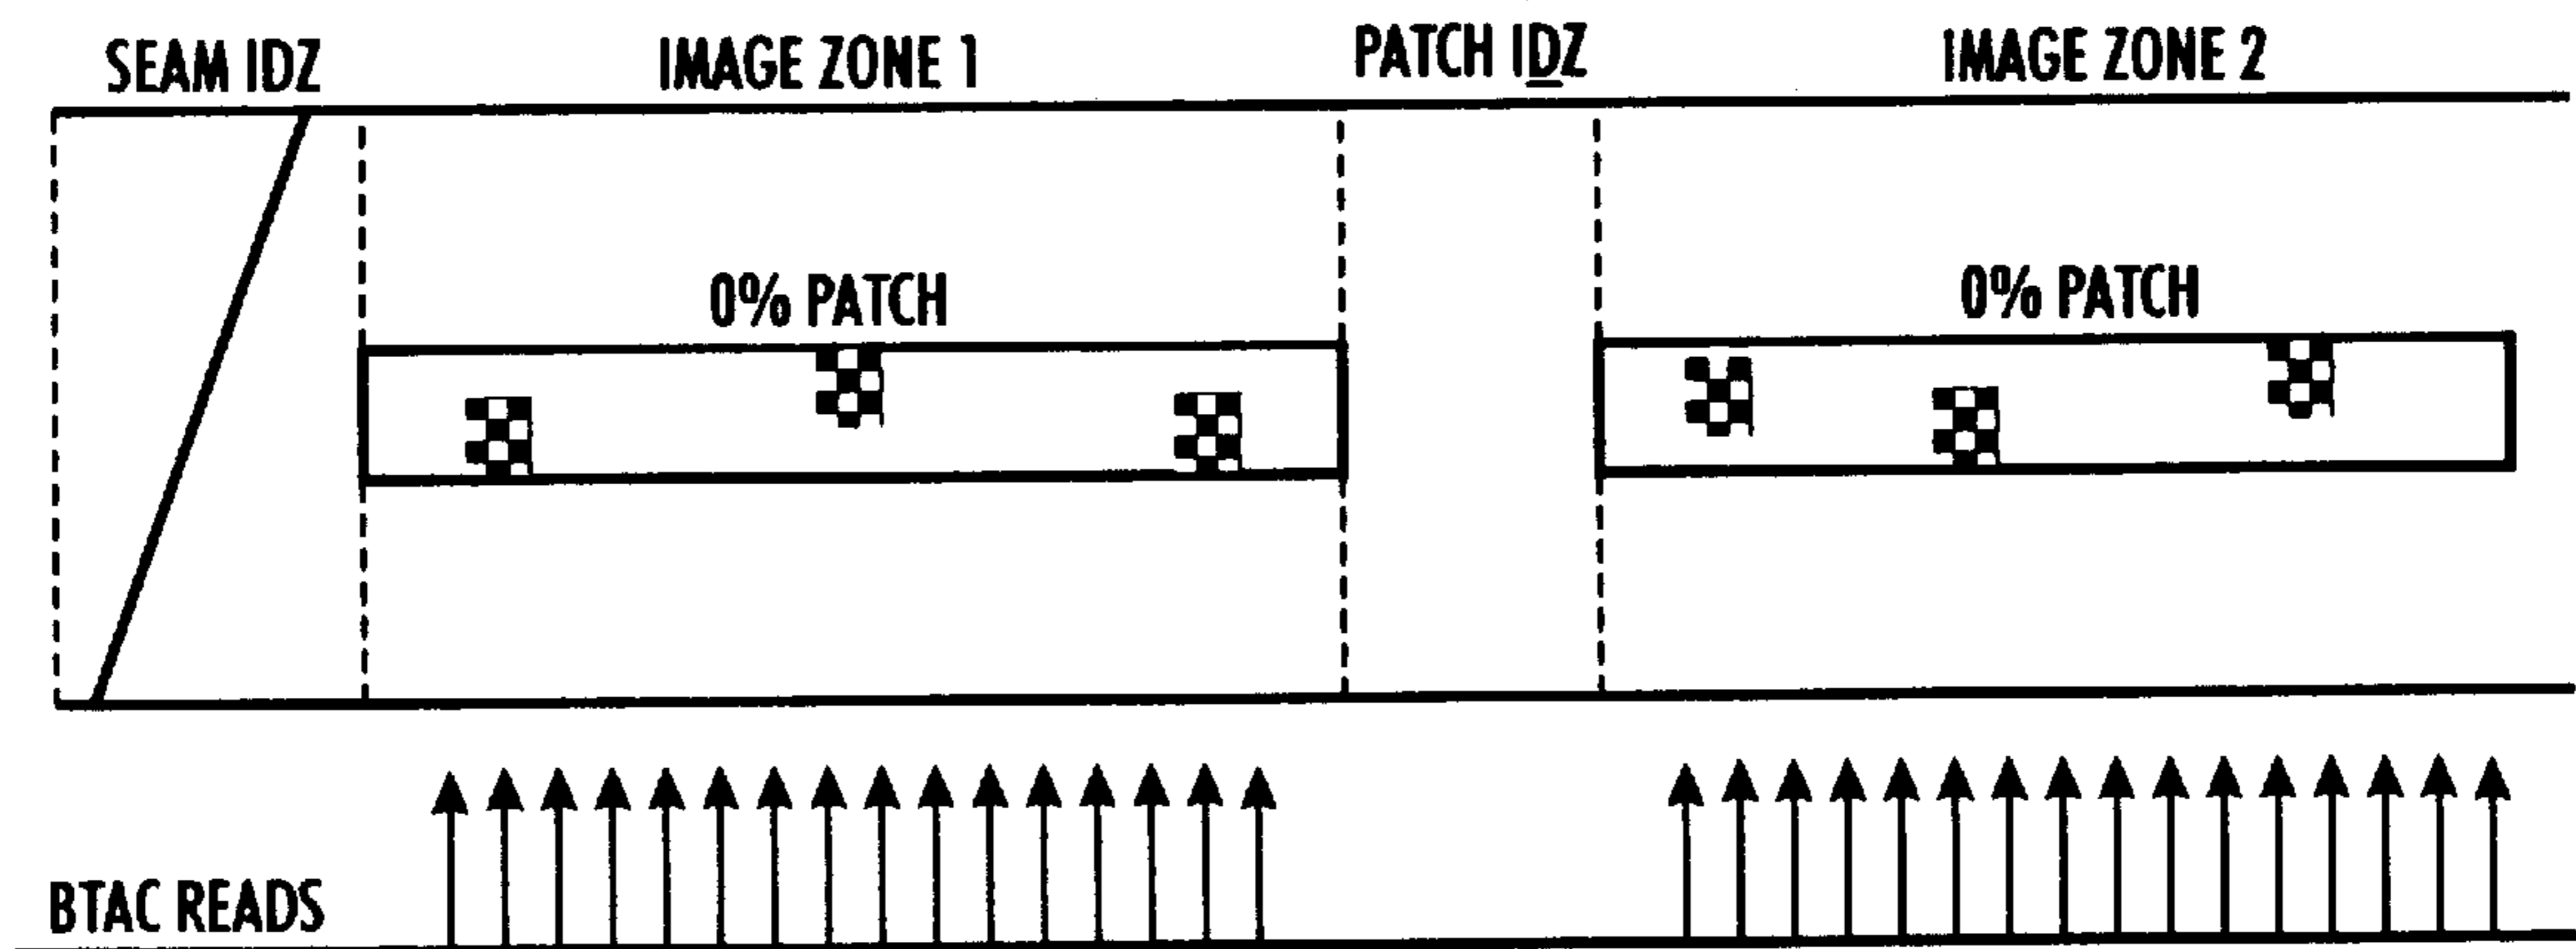 SEAM IDZ
IMAGE ZONE 1
PATCH IDZ
IMAGE ZONE 2
0% PATCH
0% PATCH
BTAC READS